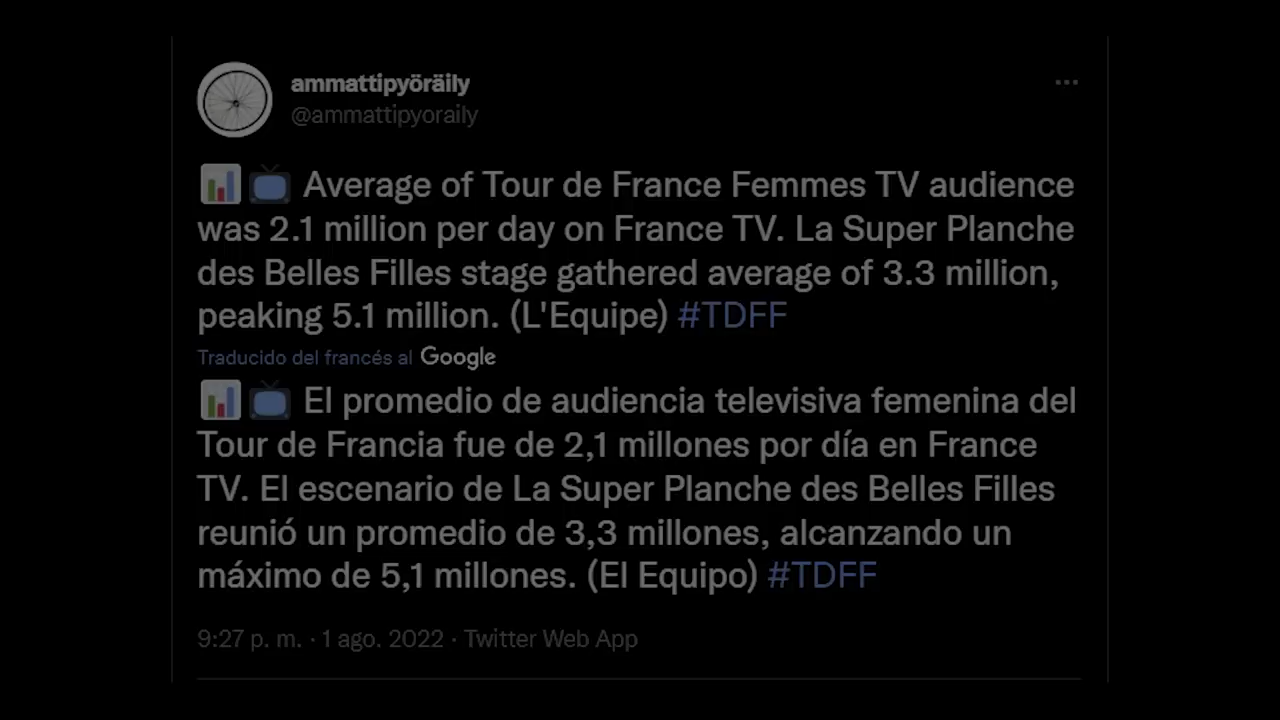 ammattipyöräily
@ammattipyoraily
Average of Tour de France Femmes TV audience
was 2.1 million per day on France TV. La Super Planche
des Belles Filles stage gathered average of 3.3 million,
peaking 5.1 million. (L'Equipe) #TDFF
Traducido del francés al Google
El promedio de audiencia televisiva femenina del
Tour de Francia fue de 2,1 millones por día en France
TV. El escenario de La Super Planche des Belles Filles
reunió un promedio de 3,3 millones, alcanzando un
máximo de 5,1 millones. (El Equipo) #TDFF
9:27 p. m. · 1 ago. 2022 · Twitter Web App